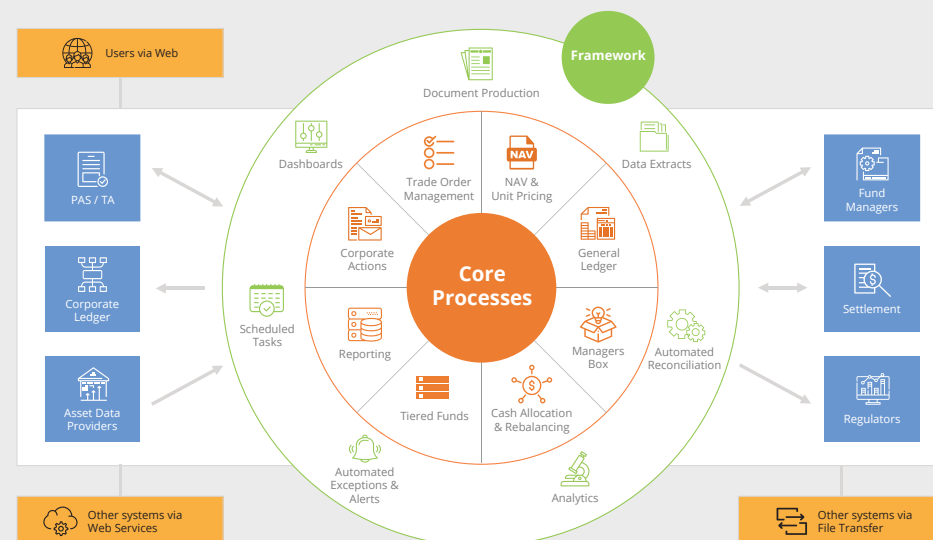 Users via Web
Framework
Document Production
Dashboards
Data Extracts
Trade Order
Management
NAV
NAV &
Unit Pricing
PAS / TA
Fund
Managers
Corporate
Actions
General
Ledger
Core
Processes
Corporate
Ledger
Settlement
Scheduled
Tasks
Reporting
Managers
Box
Automated
Reconciliation
Asset Data
Providers
Tiered Funds
Cash Allocation
& Rebalancing
Regulators
Automated
Exceptions &
Alerts
Analytics
Other systems via
Web Services
Other systems via
File Transfer